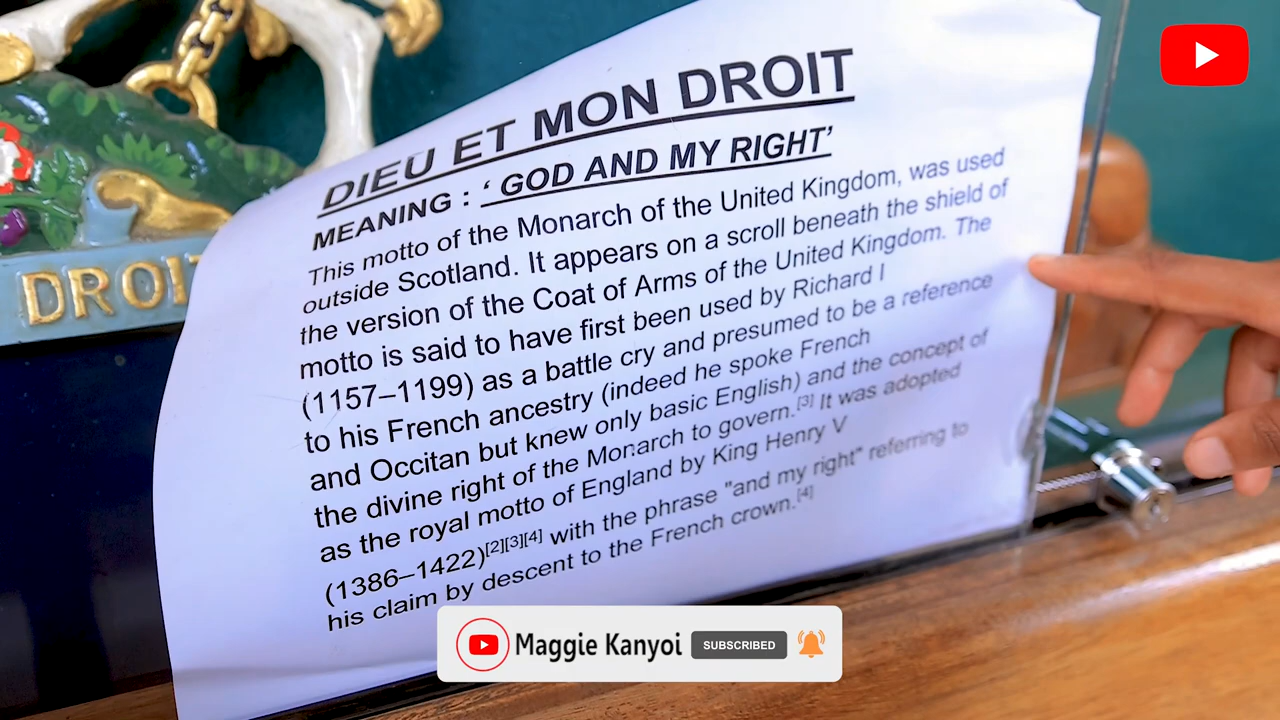 DIEU ET MON DROIT
MEANING : ‘ GOD AND MY RIGHT’
This motto of the Monarch of the United Kingdom, was used
outside Scotland. It appears on a scroll beneath the shield of
the version of the Coat of Arms of the United Kingdom. The
motto is said to have first been used by Richard I
(1157–1199) as a battle cry and presumed to be a reference
to his French ancestry (indeed he spoke French
and Occitan but knew only basic English) and the concept of
the divine right of the Monarch to govern.[3] It was adopted
as the royal motto of England by King Henry V
(1386–1422)[2][3][4] with the phrase "and my right" referring to
his claim by descent to the French crown.[4]
DROIT
Maggie Kanyoi SUBSCRIBED